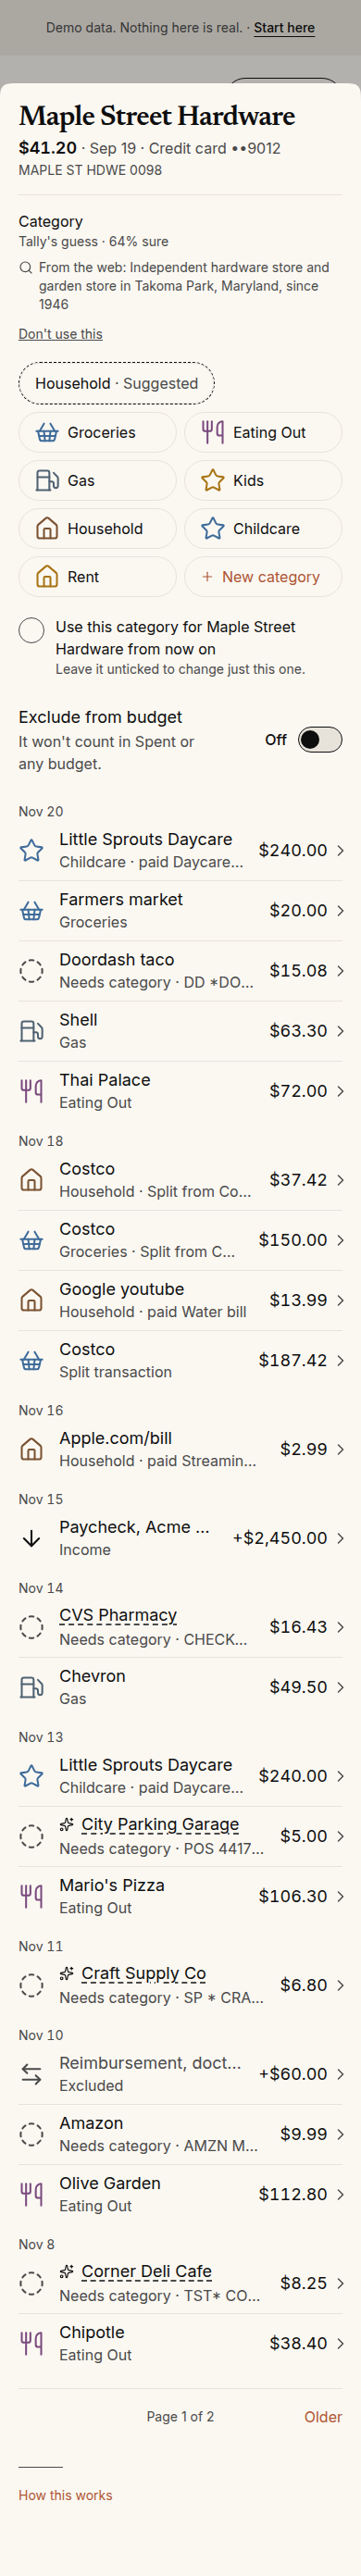 Demo data. Nothing here is real. · Start here
Maple Street Hardware
$41.20 · Sep 19 · Credit card ••9012
MAPLE ST HDWE 0098
Category
Tally's guess · 64% sure
From the web: Independent hardware store and
garden store in Takoma Park, Maryland, since
1946
Don't use this
Household · Suggested
Groceries
Eating Out
Gas
Kids
Household
Childcare
Rent
+ New category
Use this category for Maple Street
Hardware from now on
Leave it unticked to change just this one.
Exclude from budget
It won't count in Spent or
any budget.
Off
Nov 20
Little Sprouts Daycare
Childcare · paid Daycare...
$240.00
Farmers market
Groceries
$20.00
Doordash taco
Needs category · DD *DO...
$15.08
Shell
Gas
$63.30
Thai Palace
Eating Out
$72.00
Nov 18
Costco
Household · Split from Co...
$37.42
Costco
Groceries · Split from C...
$150.00
Google youtube
Household · paid Water bill
$13.99
Costco
Split transaction
$187.42
Nov 16
Apple.com/bill
Household · paid Streamin...
$2.99
Nov 15
Paycheck, Acme ...
Income
+$2,450.00
Nov 14
CVS Pharmacy
Needs category · CHECK...
$16.43
Chevron
Gas
$49.50
Nov 13
Little Sprouts Daycare
Childcare · paid Daycare...
$240.00
City Parking Garage
Needs category · POS 4417...
$5.00
Mario's Pizza
Eating Out
$106.30
Nov 11
Craft Supply Co
Needs category · SP * CRA...
$6.80
Nov 10
Reimbursement, doct...
Excluded
+$60.00
Amazon
Needs category · AMZN M...
$9.99
Olive Garden
Eating Out
$112.80
Nov 8
Corner Deli Cafe
Needs category · TST* CO...
$8.25
Chipotle
Eating Out
$38.40
Page 1 of 2
Older
How this works